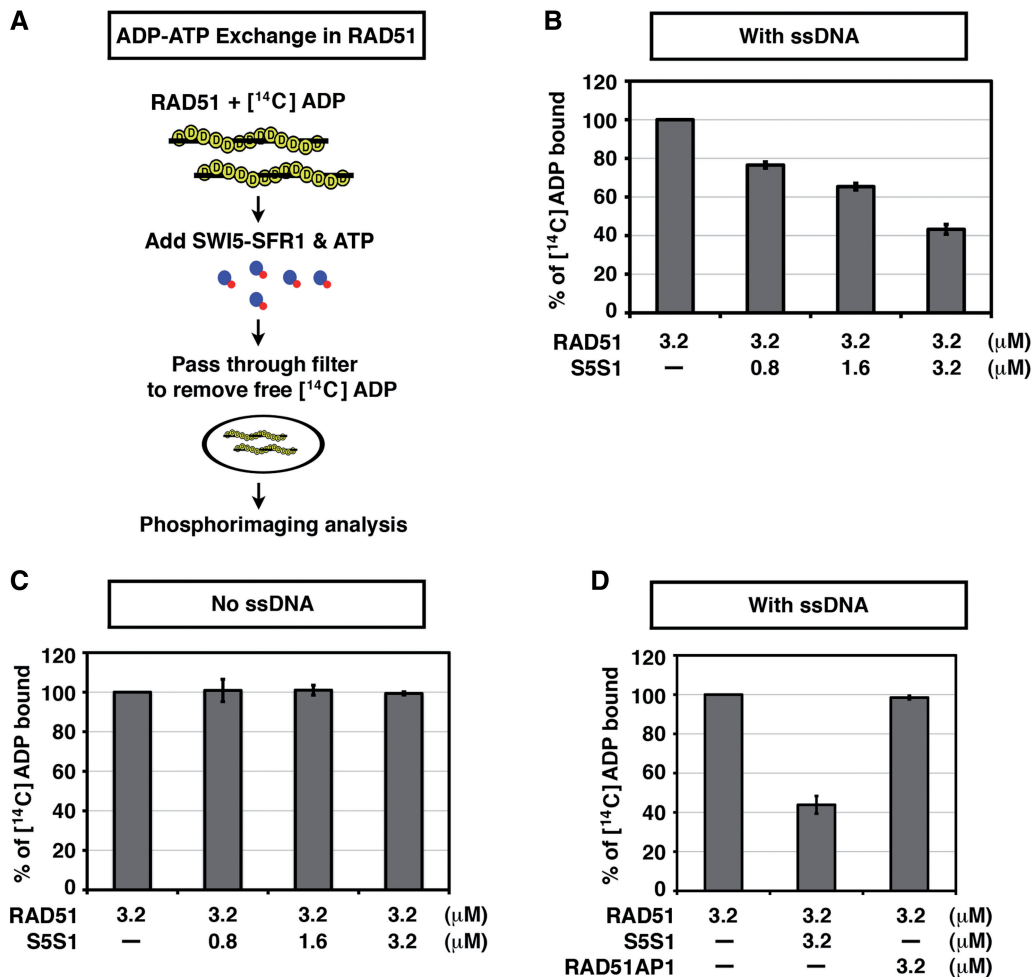 A
ADP-ATP Exchange in RAD51
RAD51 + [¹⁴C] ADP
Add SWI5-SFR1 & ATP
Pass through filter
to remove free [¹⁴C] ADP
Phosphorimaging analysis
B
With ssDNA
% of [¹⁴C] ADP bound
120
100
80
60
40
20
0
RAD51 3.2 3.2 3.2 3.2 (μM)
S5S1 — 0.8 1.6 3.2 (μM)
C
No ssDNA
% of [¹⁴C] ADP bound
120
100
80
60
40
20
0
RAD51 3.2 3.2 3.2 3.2 (μM)
S5S1 — 0.8 1.6 3.2 (μM)
D
With ssDNA
% of [¹⁴C] ADP bound
120
100
80
60
40
20
0
RAD51 3.2 3.2 3.2 (μM)
S5S1 — 3.2 — (μM)
RAD51AP1 — — 3.2 (μM)